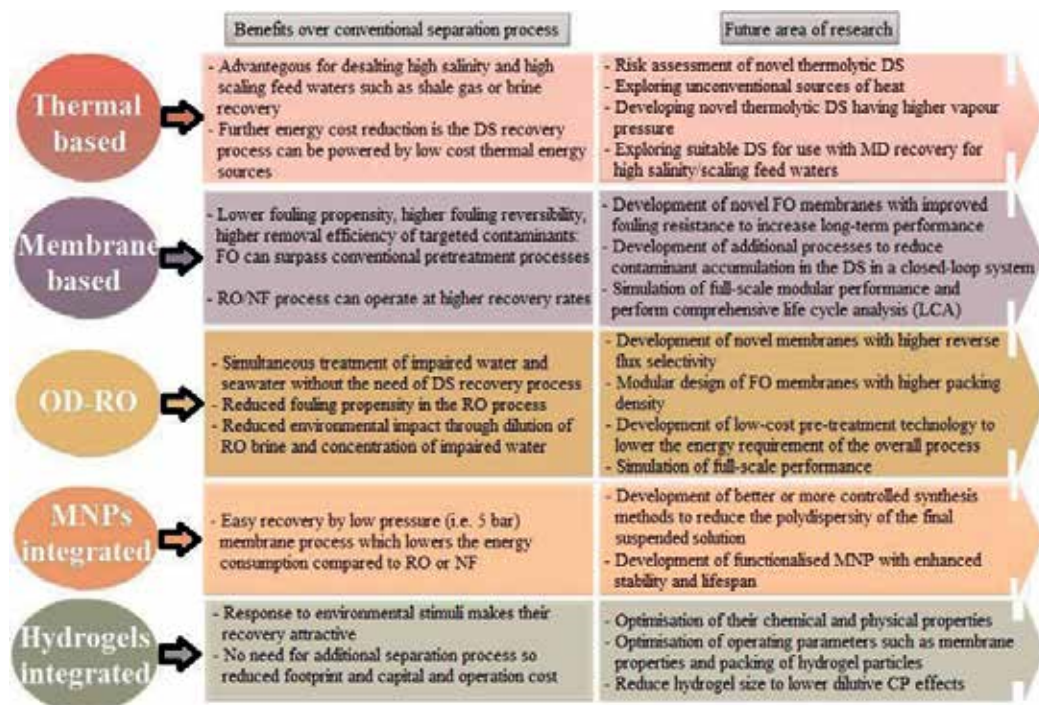 Benefits over conventional separation process
Future area of research
Thermal
based
- Advantegous for desalting high salinity and high
scaling feed waters such as shale gas or brine
recovery
- Further energy cost reduction is the DS recovery
process can be powered by low cost thermal energy
sources
- Risk assessment of novel thermolytic DS
- Exploring unconventional sources of heat
- Developing novel thermolytic DS having higher vapour
pressure
- Exploring suitable DS for use with MD recovery for
high salinity/scaling feed waters
Membrane
based
- Lower fouling propensity, higher fouling reversibility,
higher removal efficiency of targeted contaminants:
FO can surpass conventional pretreatment processes
- RO/NF process can operate at higher recovery rates
- Development of novel FO membranes with improved
fouling resistance to increase long-term performance
- Development of additional processes to reduce
contaminant accumulation in the DS in a closed-loop system
- Simulation of full-scale modular performance and
perform comprehensive life cycle analysis (LCA)
OD-RO
- Simultaneous treatment of impaired water and
seawater without the need of DS recovery process
- Reduced fouling propensity in the RO process
- Reduced environmental impact through dilution of
RO brine and concentration of impaired water
- Development of novel membranes with higher reverse
flux selectivity
- Modular design of FO membranes with higher packing
density
- Development of low-cost pre-treatment technology to
lower the energy requirement of the overall process
- Simulation of full-scale performance
MNPs
integrated
- Easy recovery by low pressure (i.e. 5 bar)
membrane process which lowers the energy
consumption compared to RO or NF
- Development of better or more controlled synthesis
methods to reduce the polydispersity of the final
suspended solution
- Development of functionalised MNP with enhanced
stability and lifespan
Hydrogels
integrated
- Response to environmental stimuli makes their
recovery attractive
- No need for additional separation process so
reduced footprint and capital and operation cost
- Optimisation of their chemical and physical properties
- Optimisation of operating parameters such as membrane
properties and packing of hydrogel particles
- Reduce hydrogel size to lower dilutive CP effects